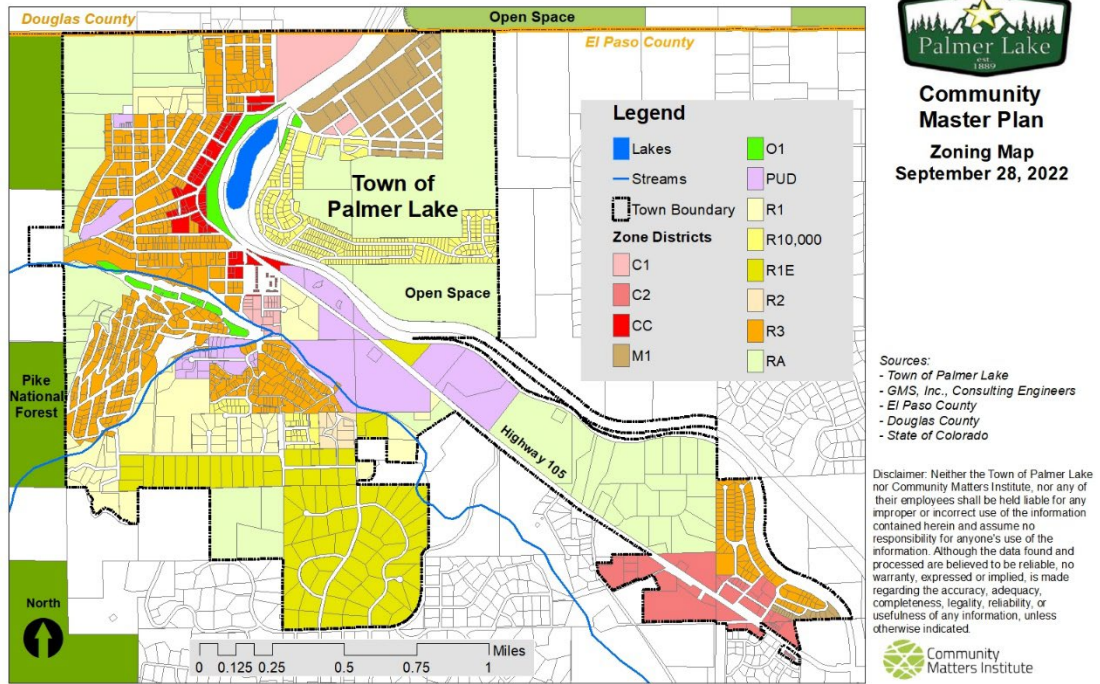 Douglas County
Open Space
El Paso County
Town of
Palmer Lake
Open Space
Pike
National
Forest
Highway 105
North
0 0.125 0.25 0.5 0.75 1
Miles
Legend
Lakes
Streams
Town Boundary
Zone Districts
C1
C2
CC
M1
O1
PUD
R1
R10,000
R1E
R2
R3
RA
Palmer Lake
est
1889
Community
Master Plan
Zoning Map
September 28, 2022
Sources:
- Town of Palmer Lake
- GMS, Inc., Consulting Engineers
- El Paso County
- Douglas County
- State of Colorado
Disclaimer: Neither the Town of Palmer Lake
nor Community Matters Institute, nor any of
their employees shall be held liable for any
improper or incorrect use of the information
contained herein and assume no
responsibility for anyone's use of the
information. Although the data found and
processed are believed to be reliable, no
warranty, expressed or implied, is made
regarding the accuracy, adequacy,
completeness, legality, reliability, or
usefulness of any information, unless
otherwise indicated.
Community
Matters Institute